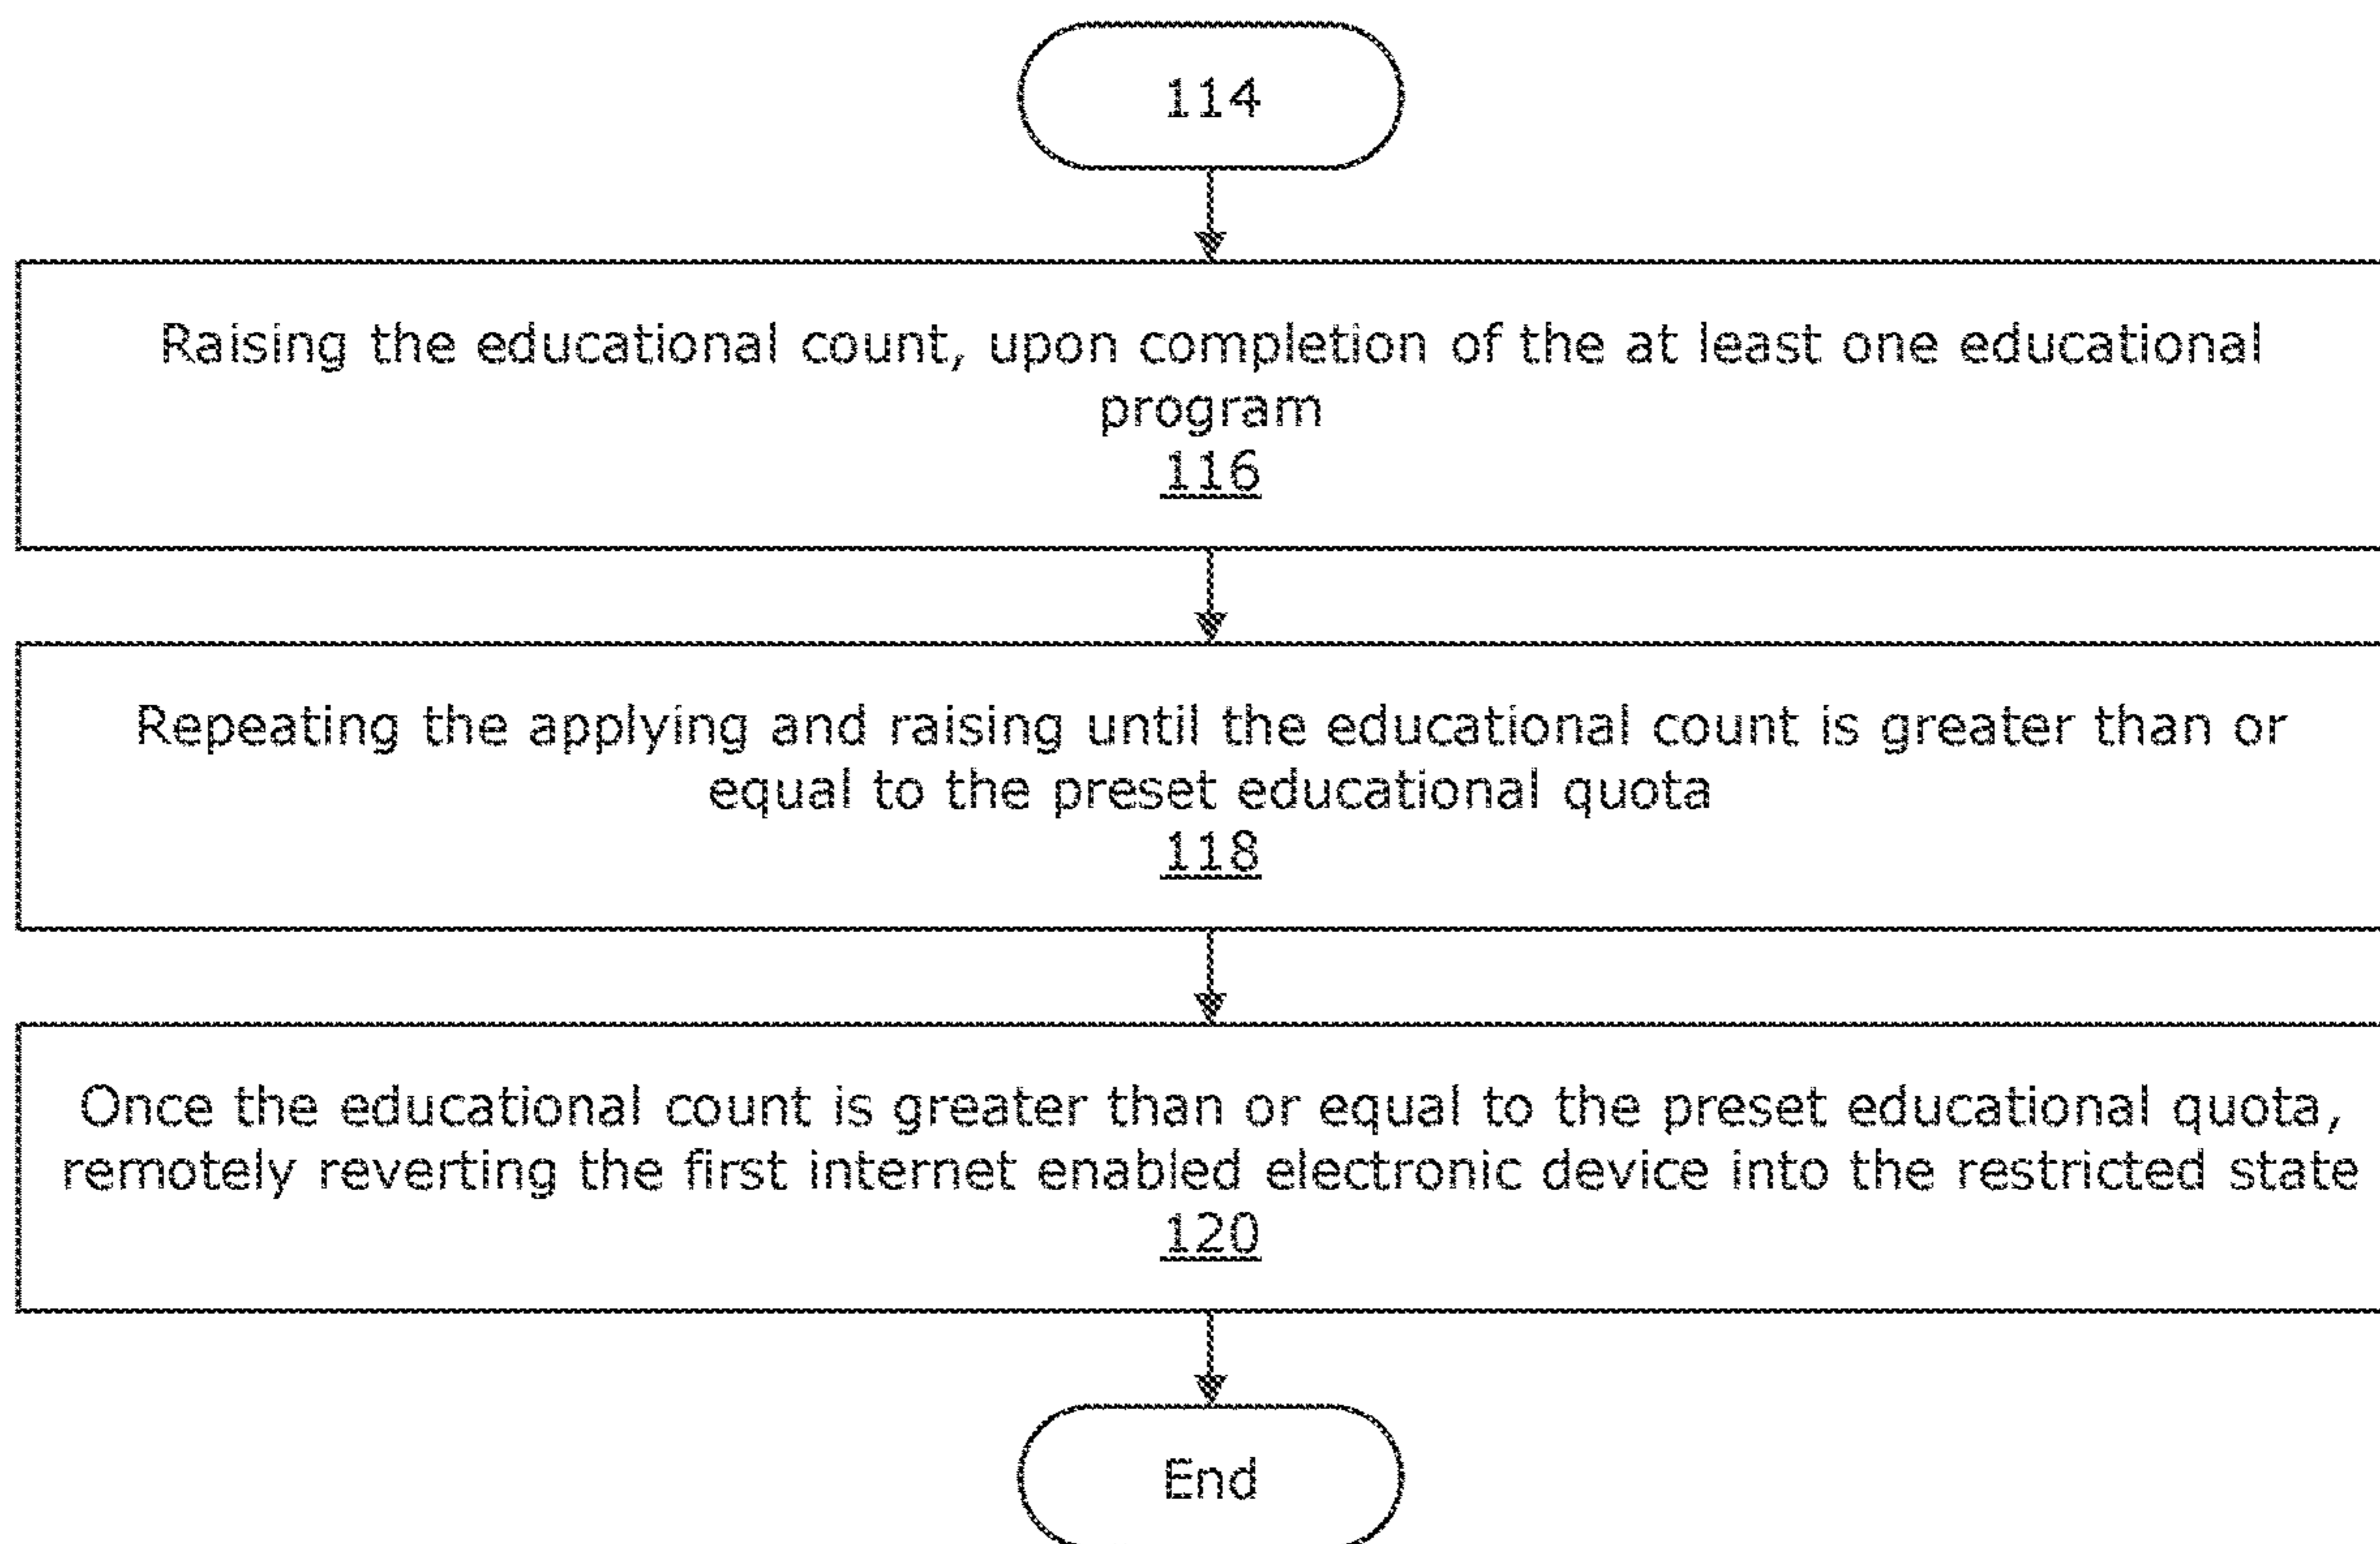 114
Raising the educational count, upon completion of the at least one educational
program
116
Repeating the applying and raising until the educational count is greater than or
equal to the preset educational quota
118
Once the educational count is greater than or equal to the preset educational quota,
remotely reverting the first internet enabled electronic device into the restricted state
120
End